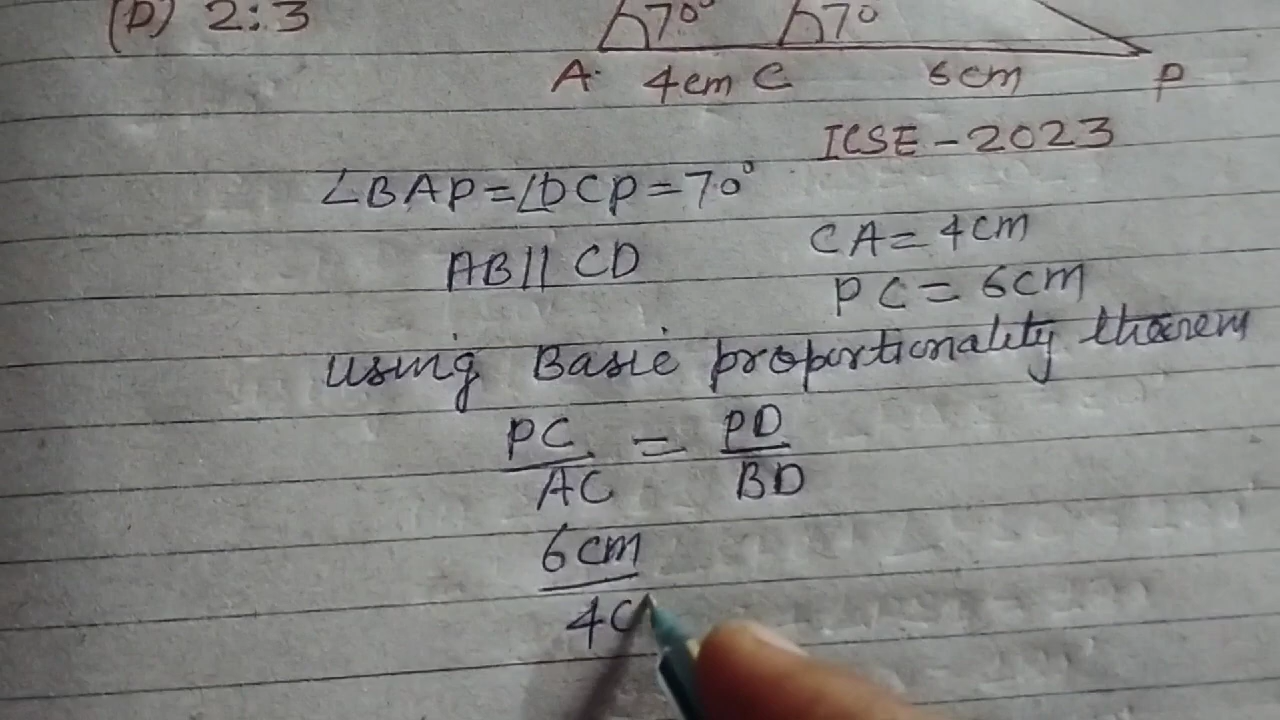 (D) 2:3
70° 70
A. 4cm C 6cm P
ICSE - 2023
∠BAP = ∠DCP = 70°
CA = 4cm
AB || CD
PC = 6cm
using Basic proportionality theorem
PC/AC = PD/BD
6cm/4c